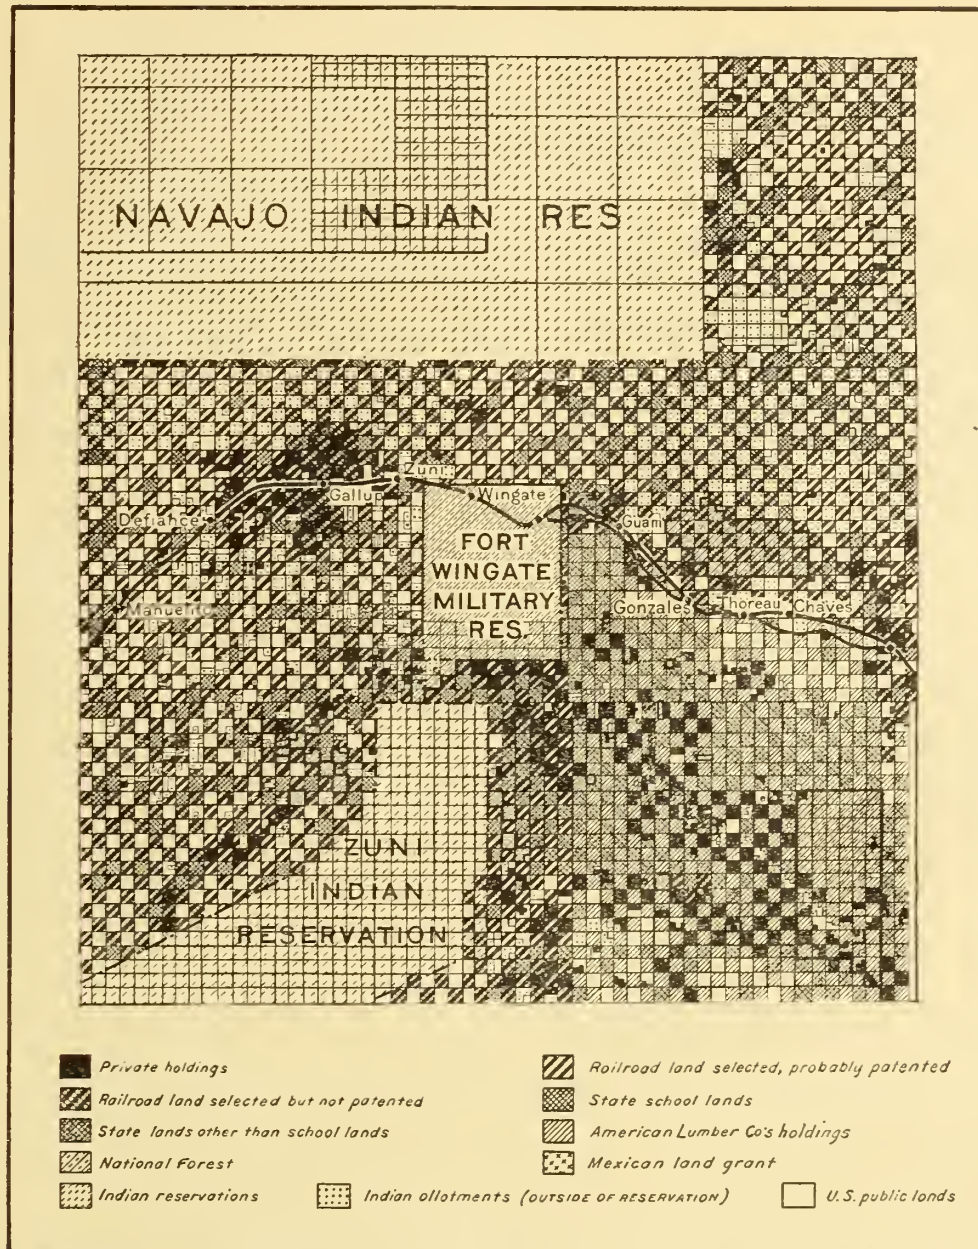 NAVAJO INDIAN RES
Zuni
Gallup
Wingate
Defiance
Guam
FORT
WINGATE
MILITARY
RES.
Manuelito
Gonzales
Thoreau
Chaves
ZUNI
INDIAN
RESERVATION
Private holdings
Railroad land selected, probably patented
Railroad land selected but not patented
State school lands
State lands other than school lands
American Lumber Co's holdings
National Forest
Mexican land grant
Indian reservations
Indian allotments (OUTSIDE OF RESERVATION)
U.S. public lands